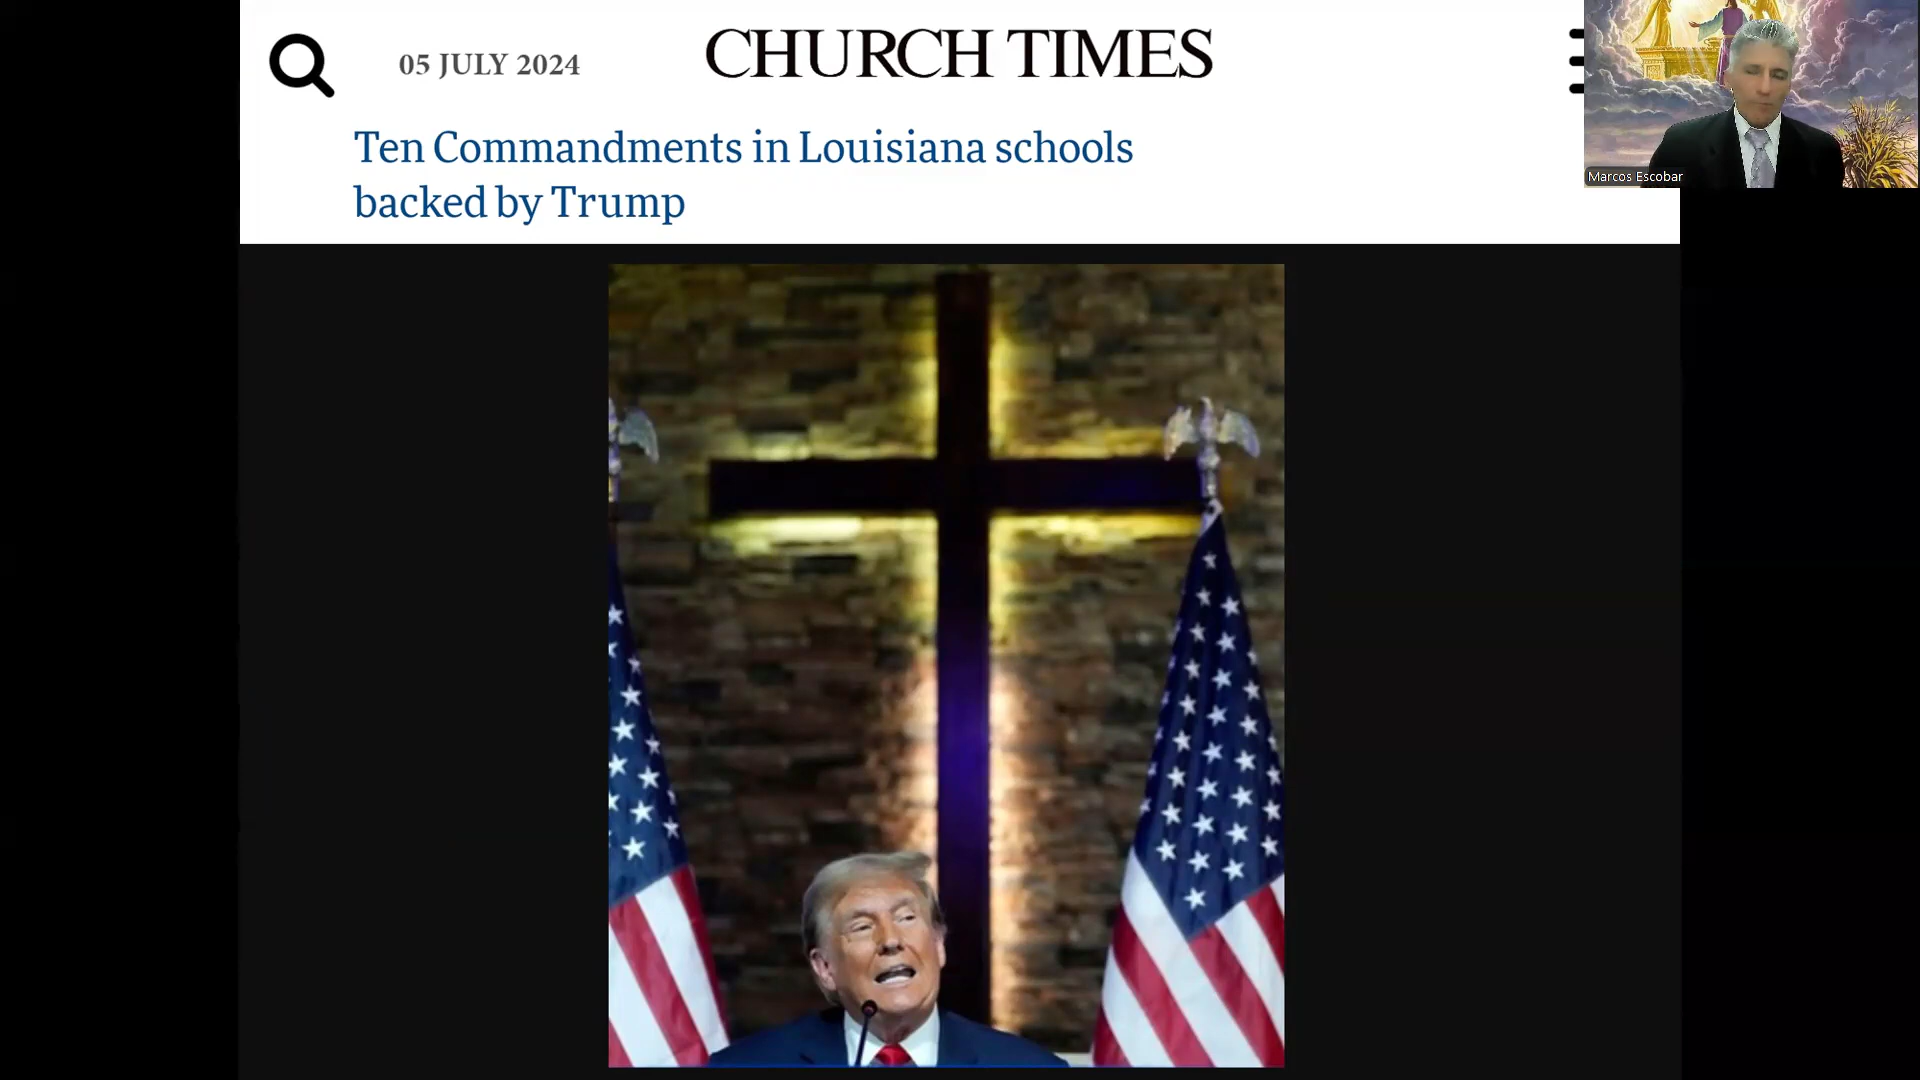 05 JULY 2024
CHURCH TIMES
Ten Commandments in Louisiana schools
backed by Trump
Marcos Escobar